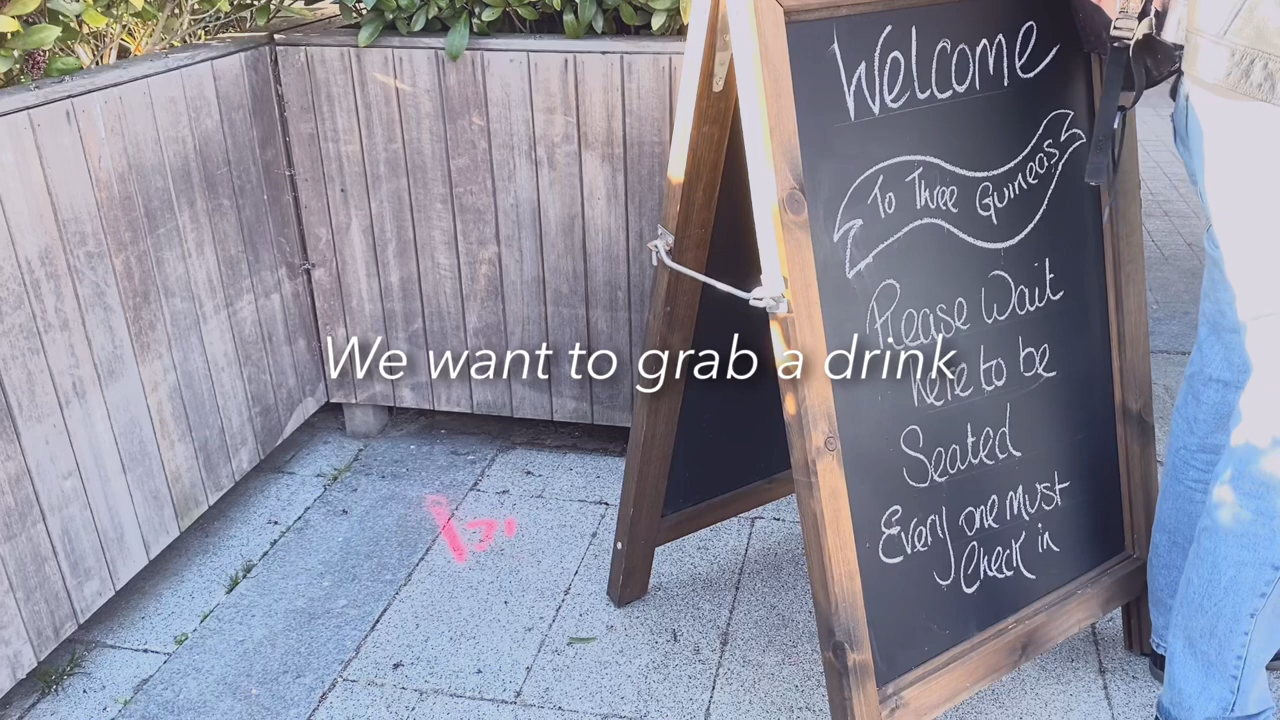 Welcome
To Three Guineas
Please Wait
here to be
Seated
Every one must
Check in
We want to grab a drink